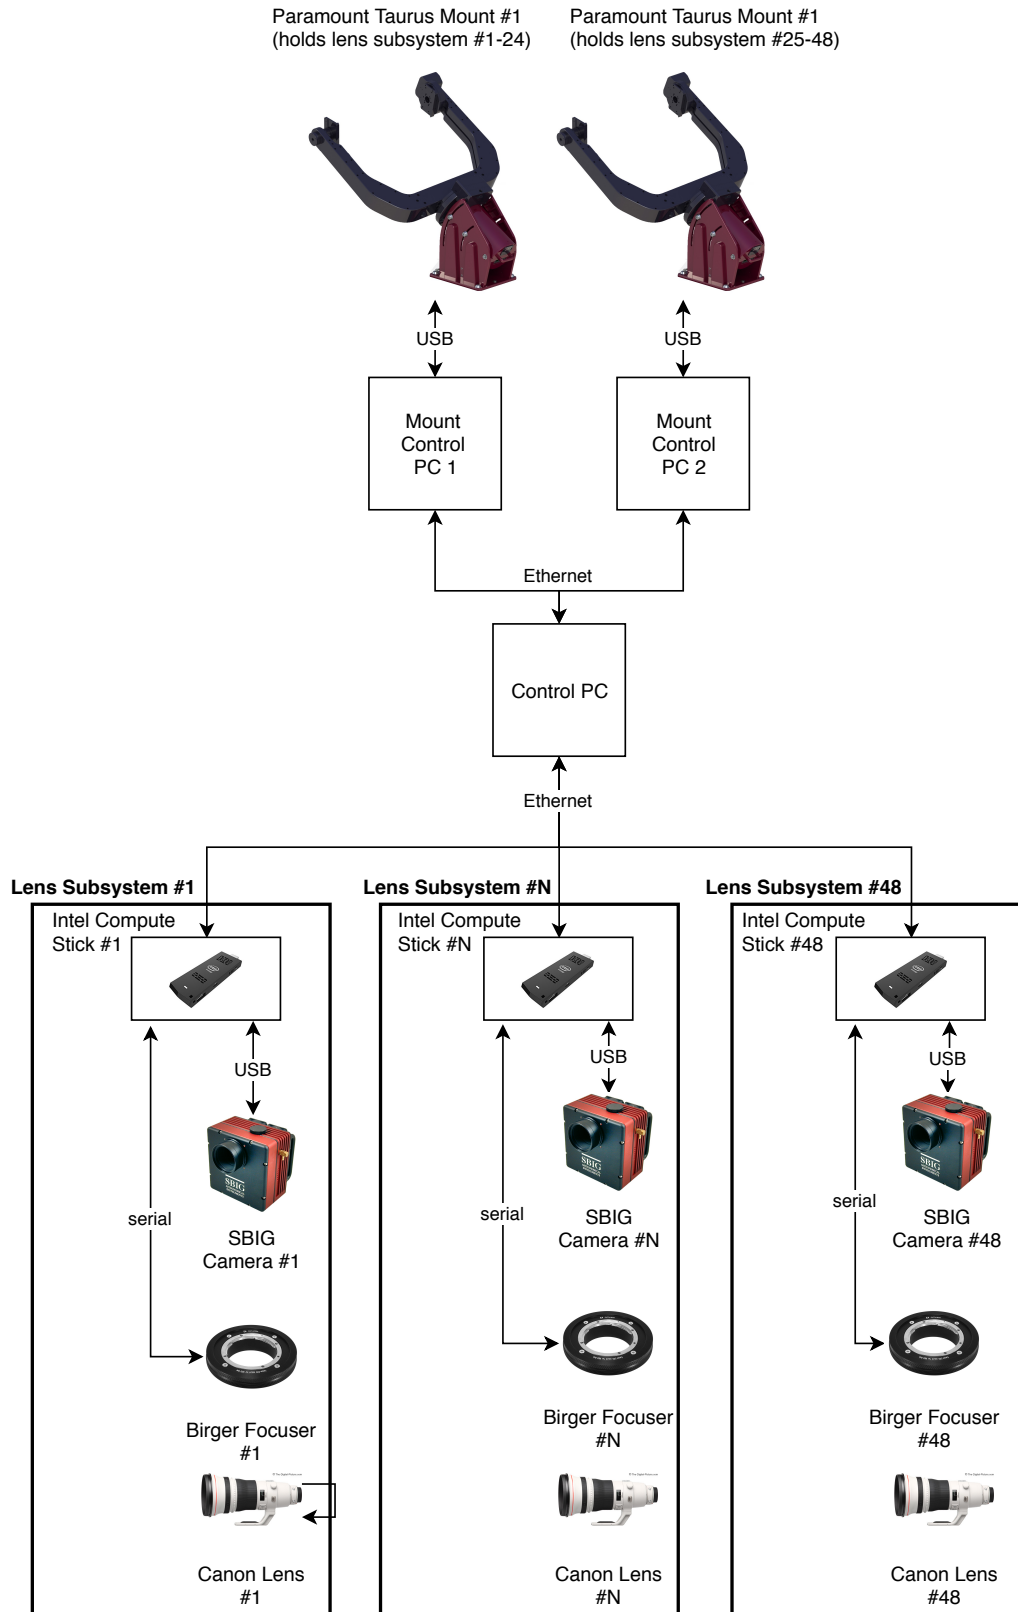 Paramount Taurus Mount #1
(holds lens subsystem #1-24)
Paramount Taurus Mount #1
(holds lens subsystem #25-48)
USB
USB
Mount
Control
PC 1
Mount
Control
PC 2
Ethernet
Control PC
Ethernet
Lens Subsystem #1
Lens Subsystem #N
Lens Subsystem #48
Intel Compute
Stick #1
Intel Compute
Stick #N
Intel Compute
Stick #48
USB
USB
USB
SBIG
SBIG
SBIG
serial
serial
serial
SBIG
Camera #1
SBIG
Camera #N
SBIG
Camera #48
Birger Focuser
#1
Birger Focuser
#N
Birger Focuser
#48
Canon Lens
#1
Canon Lens
#N
Canon Lens
#48